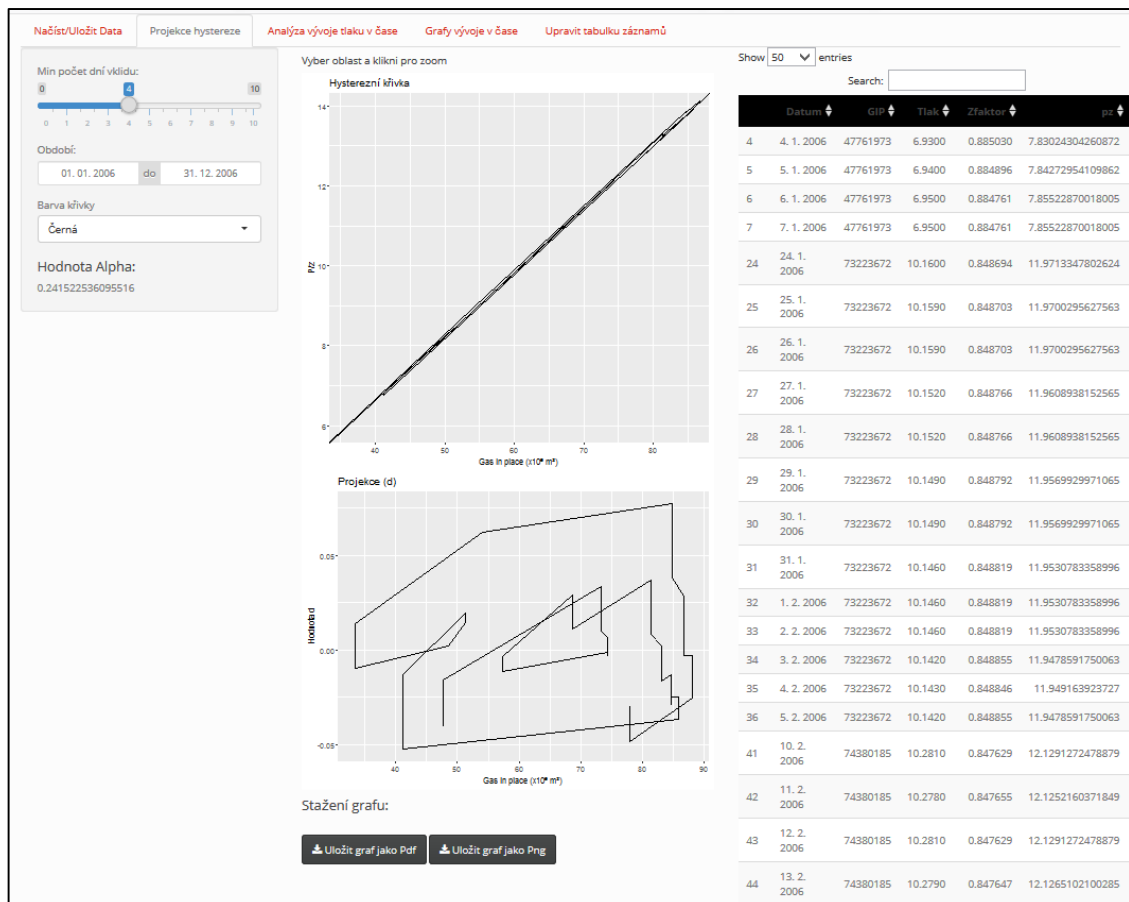 Načíst/Uložit Data Projekce hystereze Analýza vývoje tlaku v čase Grafy vývoje v čase Upravit tabulku záznamů
Min počet dní vklidu:
0 4 10
0 1 2 3 4 5 6 7 8 9 10
Období:
01. 01. 2006 do 31. 12. 2006
Barva křivky
Černá
Hodnota Alpha:
0.241522536095516
Vyber oblast a klikni pro zoom
Hysterezní křivka
14
12
10
8
6
P/Z
40 50 60 70 80
Gas in place (x10⁶ m³)
Projekce (d)
0.05
0.00
-0.05
Hodnota d
40 50 60 70 80 90
Gas in place (x10⁶ m³)
Stažení grafu:
Uložit graf jako Pdf Uložit graf jako Png
Show 50 entries
Search:
Datum GIP Tlak Zfaktor pz
4 4. 1. 2006 47761973 6.9300 0.885030 7.83024304260872
5 5. 1. 2006 47761973 6.9400 0.884896 7.84272954109862
6 6. 1. 2006 47761973 6.9500 0.884761 7.85522870018005
7 7. 1. 2006 47761973 6.9500 0.884761 7.85522870018005
24 24. 1. 2006 73223672 10.1600 0.848694 11.9713347802624
25 25. 1. 2006 73223672 10.1590 0.848703 11.9700295627563
26 26. 1. 2006 73223672 10.1590 0.848703 11.9700295627563
27 27. 1. 2006 73223672 10.1520 0.848766 11.9608938152565
28 28. 1. 2006 73223672 10.1520 0.848766 11.9608938152565
29 29. 1. 2006 73223672 10.1490 0.848792 11.9569929971065
30 30. 1. 2006 73223672 10.1490 0.848792 11.9569929971065
31 31. 1. 2006 73223672 10.1460 0.848819 11.9530783358996
32 1. 2. 2006 73223672 10.1460 0.848819 11.9530783358996
33 2. 2. 2006 73223672 10.1460 0.848819 11.9530783358996
34 3. 2. 2006 73223672 10.1420 0.848855 11.9478591750063
35 4. 2. 2006 73223672 10.1430 0.848846 11.949163923727
36 5. 2. 2006 73223672 10.1420 0.848855 11.9478591750063
41 10. 2. 2006 74380185 10.2810 0.847629 12.1291272478879
42 11. 2. 2006 74380185 10.2780 0.847655 12.1252160371849
43 12. 2. 2006 74380185 10.2810 0.847629 12.1291272478879
44 13. 2. 2006 74380185 10.2790 0.847647 12.1265102100285